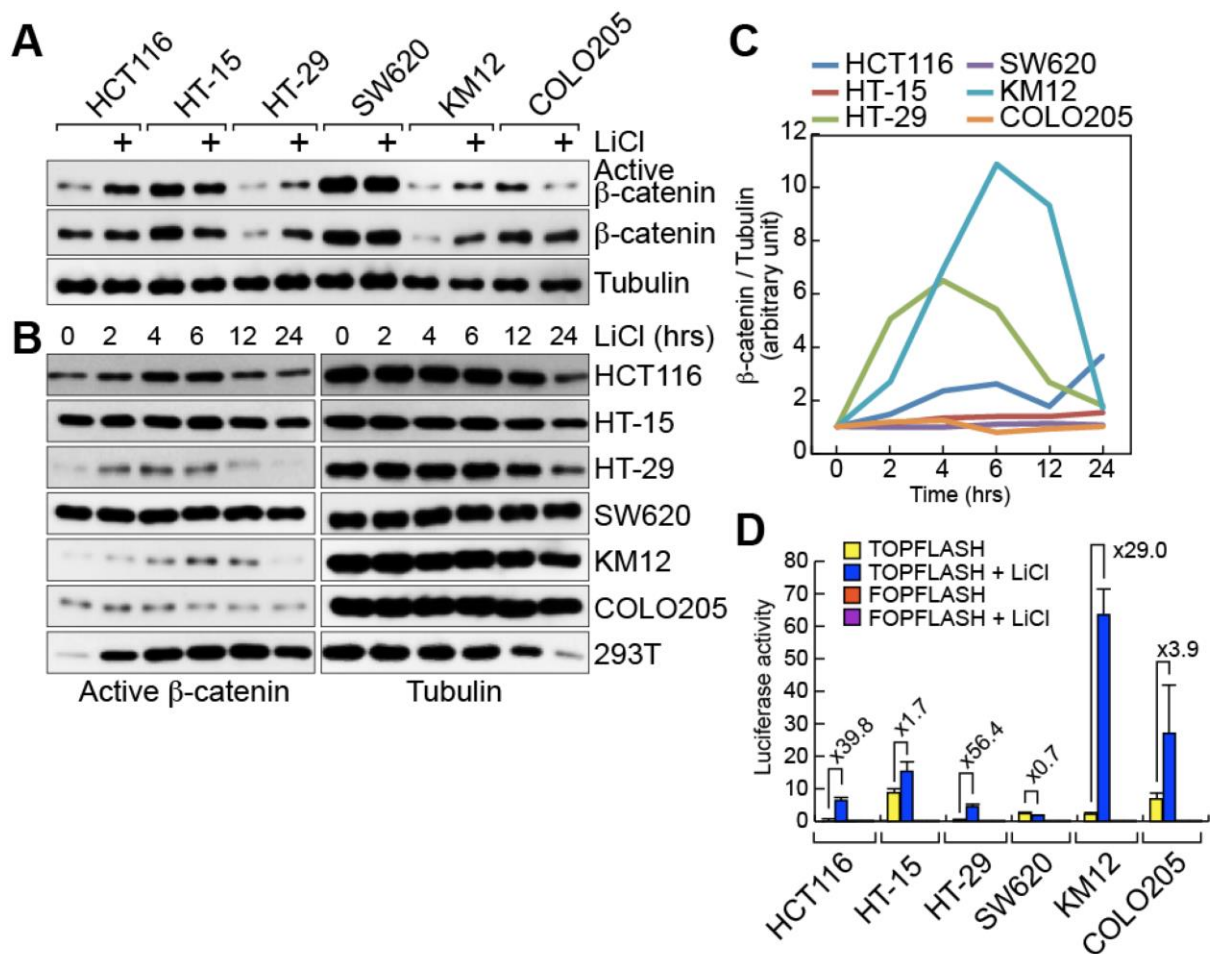 A
HCT116
HT-15
HT-29
SW620
KM12
COLO205
+ + + + + + LiCl
Active
β-catenin
β-catenin
Tubulin
B
0 2 4 6 12 24 0 2 4 6 12 24 LiCl (hrs)
HCT116
HT-15
HT-29
SW620
KM12
COLO205
293T
Active β-catenin Tubulin
C
HCT116 SW620
HT-15 KM12
HT-29 COLO205
12
10
8
6
4
2
0
β-catenin / Tubulin
(arbitrary unit)
0 2 4 6 12 24
Time (hrs)
D
TOPFLASH
TOPFLASH + LiCl
FOPFLASH
FOPFLASH + LiCl
80
70
60
50
40
30
20
10
0
Luciferase activity
x39.8
x1.7
x56.4
x0.7
x29.0
x3.9
HCT116
HT-15
HT-29
SW620
KM12
COLO205